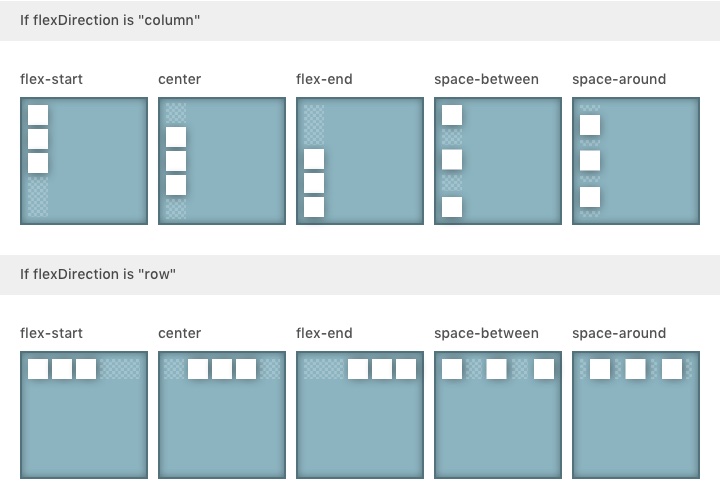 If flexDirection is "column"
flex-start center flex-end space-between space-around
If flexDirection is "row"
flex-start center flex-end space-between space-around